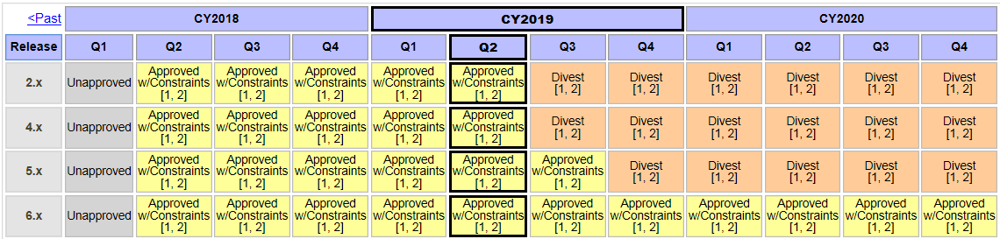 <Past CY2018 CY2019 CY2020
Release Q1 Q2 Q3 Q4 Q1 Q2 Q3 Q4 Q1 Q2 Q3 Q4
Approved Approved Approved Approved Approved
2.x Unapproved w/Constraints w/Constraints w/Constraints w/Constraints w/Constraints Divest Divest Divest Divest Divest Divest
[1, 2] [1, 2] [1, 2] [1, 2] [1, 2] [1, 2] [1, 2] [1, 2] [1, 2] [1, 2] [1, 2]
Approved Approved Approved Approved Approved
4.x Unapproved w/Constraints w/Constraints w/Constraints w/Constraints w/Constraints Divest Divest Divest Divest Divest Divest
[1, 2] [1, 2] [1, 2] [1, 2] [1, 2] [1, 2] [1, 2] [1, 2] [1, 2] [1, 2] [1, 2]
Approved Approved Approved Approved Approved Approved
5.x Unapproved w/Constraints w/Constraints w/Constraints w/Constraints w/Constraints w/Constraints Divest Divest Divest Divest Divest
[1, 2] [1, 2] [1, 2] [1, 2] [1, 2] [1, 2] [1, 2] [1, 2] [1, 2] [1, 2] [1, 2]
Approved Approved Approved Approved Approved Approved Approved Approved Approved Approved Approved
6.x Unapproved w/Constraints w/Constraints w/Constraints w/Constraints w/Constraints w/Constraints w/Constraints w/Constraints w/Constraints w/Constraints w/Constraints
[1, 2] [1, 2] [1, 2] [1, 2] [1, 2] [1, 2] [1, 2] [1, 2] [1, 2] [1, 2] [1, 2]